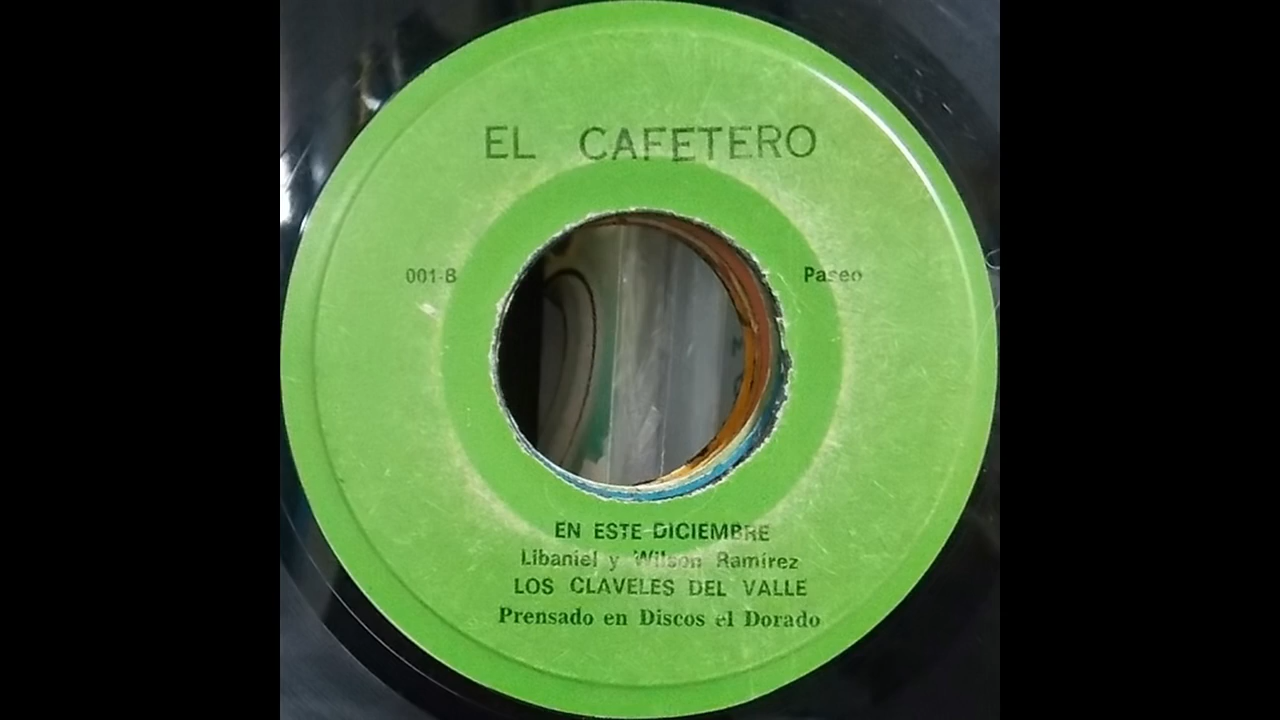 EL CAFETERO
001-B
Paseo
EN ESTE DICIEMBRE
Libaniel y Wilson Ramírez
LOS CLAVELES DEL VALLE
Prensado en Discos el Dorado